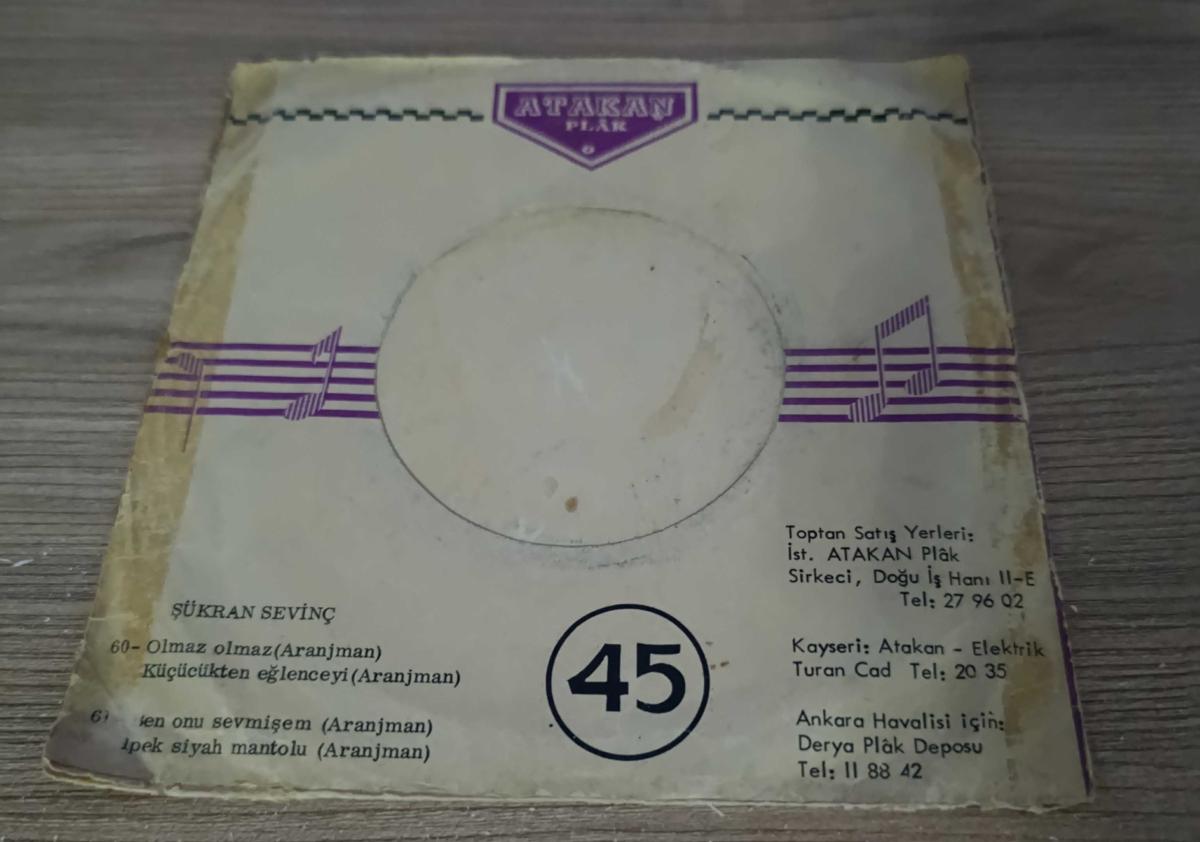 ATAKAN
PLÂK
ŞÜKRAN SEVİNÇ
60- Olmaz olmaz(Aranjman)
Küçücükten eğlenceyi(Aranjman)
onu sevmişem (Aranjman)
İpek siyah mantolu (Aranjman)
45
Toptan Satış Yerleri:
İst. ATAKAN Plâk
Sirkeci, Doğu İş Hanı II-E
Tel: 27 96 02
Kayseri: Atakan - Elektrik
Turan Cad Tel: 20 35
Ankara Havalisi için:
Derya Plâk Deposu
Tel: II 88 42